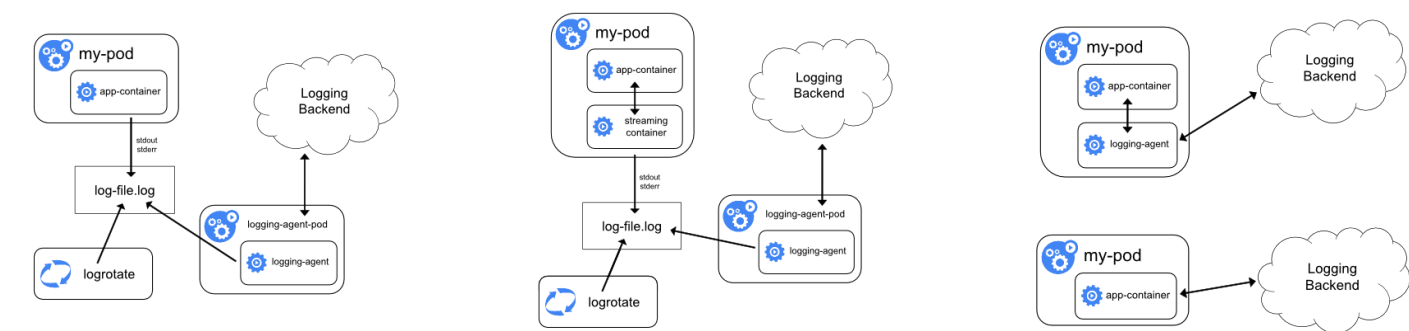 my-pod
app-container
stdout
stderr
log-file.log
logrotate
Logging
Backend
logging-agent-pod
logging-agent
my-pod
app-container
streaming
container
stdout
stderr
log-file.log
logrotate
Logging
Backend
logging-agent-pod
logging-agent
my-pod
app-container
logging-agent
Logging
Backend
my-pod
app-container
Logging
Backend